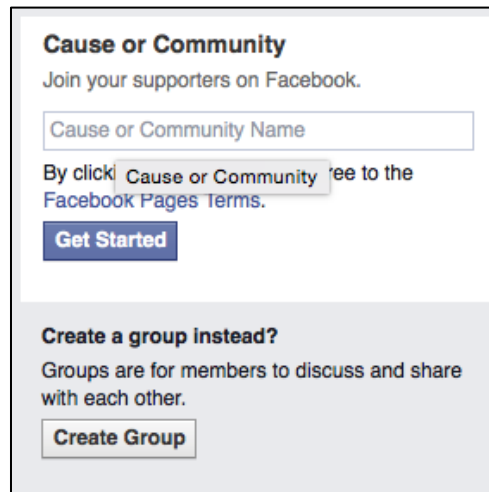 Cause or Community
Join your supporters on Facebook.
Cause or Community Name
By click Cause or Community ree to the
Facebook Pages Terms.
Get Started
Create a group instead?
Groups are for members to discuss and share
with each other.
Create Group